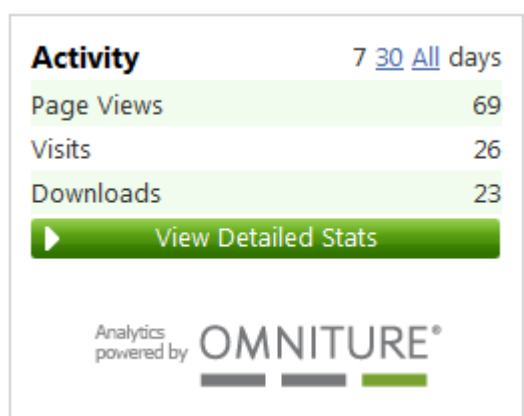 Activity 7 30 All days
Page Views 69
Visits 26
Downloads 23
View Detailed Stats
Analytics
powered by OMNITURE®